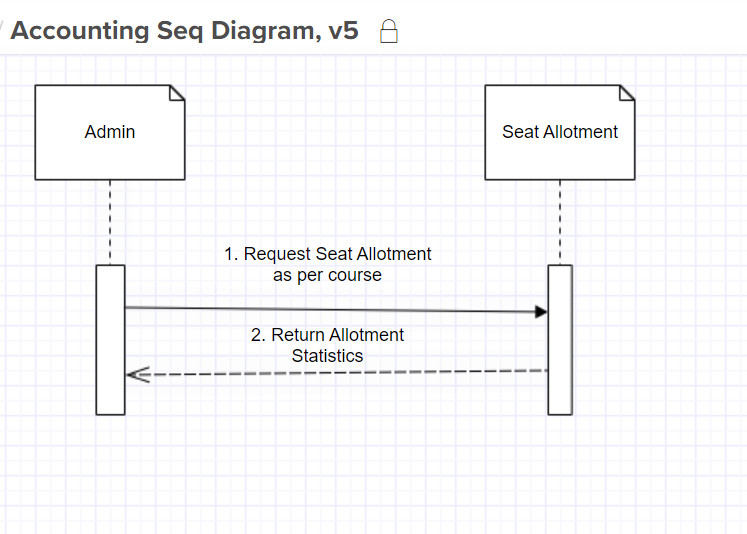 Accounting Seq Diagram, v5
Admin
Seat Allotment
1. Request Seat Allotment
as per course
2. Return Allotment
Statistics